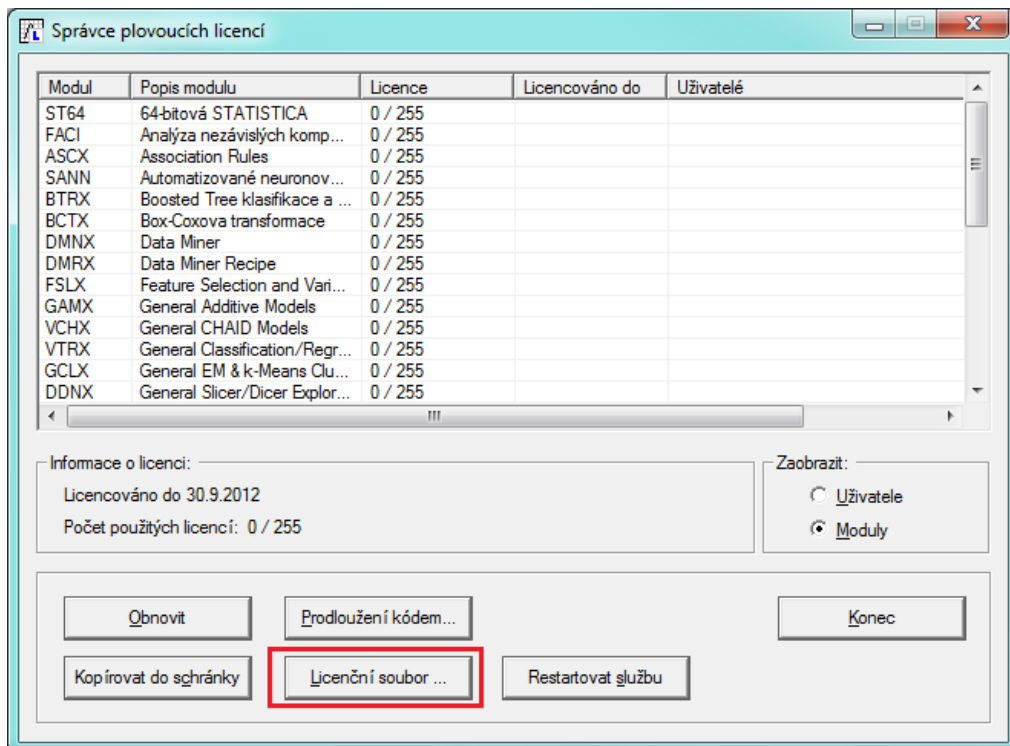 Správce plovoucích licencí
Modul Popis modulu Licence Licencováno do Uživatelé
ST64 64-bitová STATISTICA 0 / 255
FACI Analýza nezávislých komp... 0 / 255
ASCX Association Rules 0 / 255
SANN Automatizované neuronov... 0 / 255
BTRX Boosted Tree klasifikace a ... 0 / 255
BCTX Box-Coxova transformace 0 / 255
DMNX Data Miner 0 / 255
DMRX Data Miner Recipe 0 / 255
FSLX Feature Selection and Vari... 0 / 255
GAMX General Additive Models 0 / 255
VCHX General CHAID Models 0 / 255
VTRX General Classification/Regr... 0 / 255
GCLX General EM & k-Means Clu... 0 / 255
DDNX General Slicer/Dicer Explor... 0 / 255
Informace o licenci: Zaobrazit:
Licencováno do 30.9.2012 Uživatele
Počet použitých licencí: 0 / 255 Moduly
Obnovit Prodloužení kódem... Konec
Kopírovat do schránky Licenční soubor ... Restartovat službu